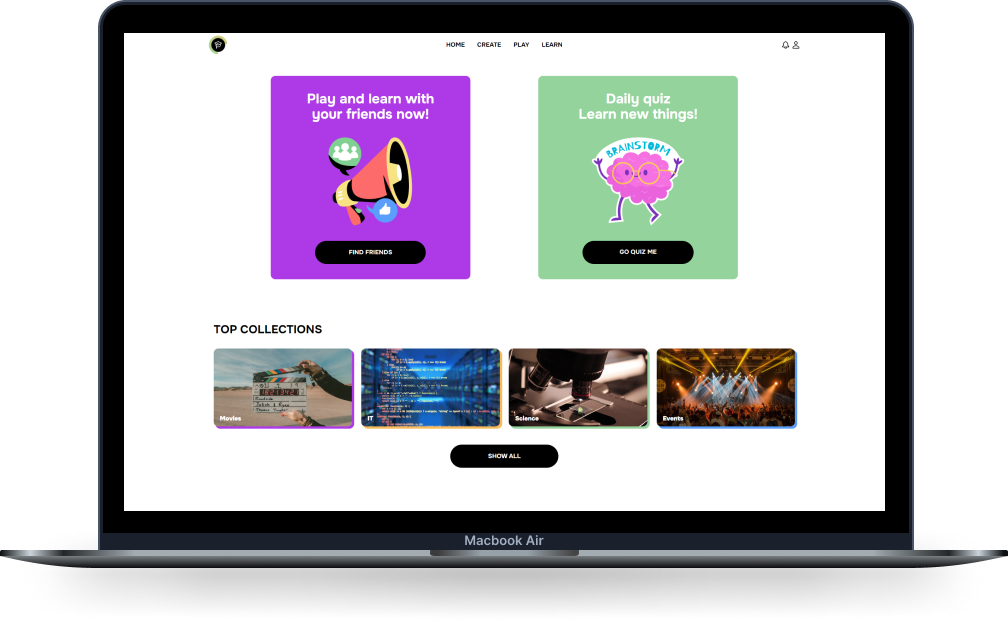 HOME CREATE PLAY LEARN
Play and learn with
your friends now!
Daily quiz
Learn new things!
BRAINSTORM
FIND FRIENDS
GO QUIZ ME
TOP COLLECTIONS
Movies
IT
Science
Events
SHOW ALL
Macbook Air